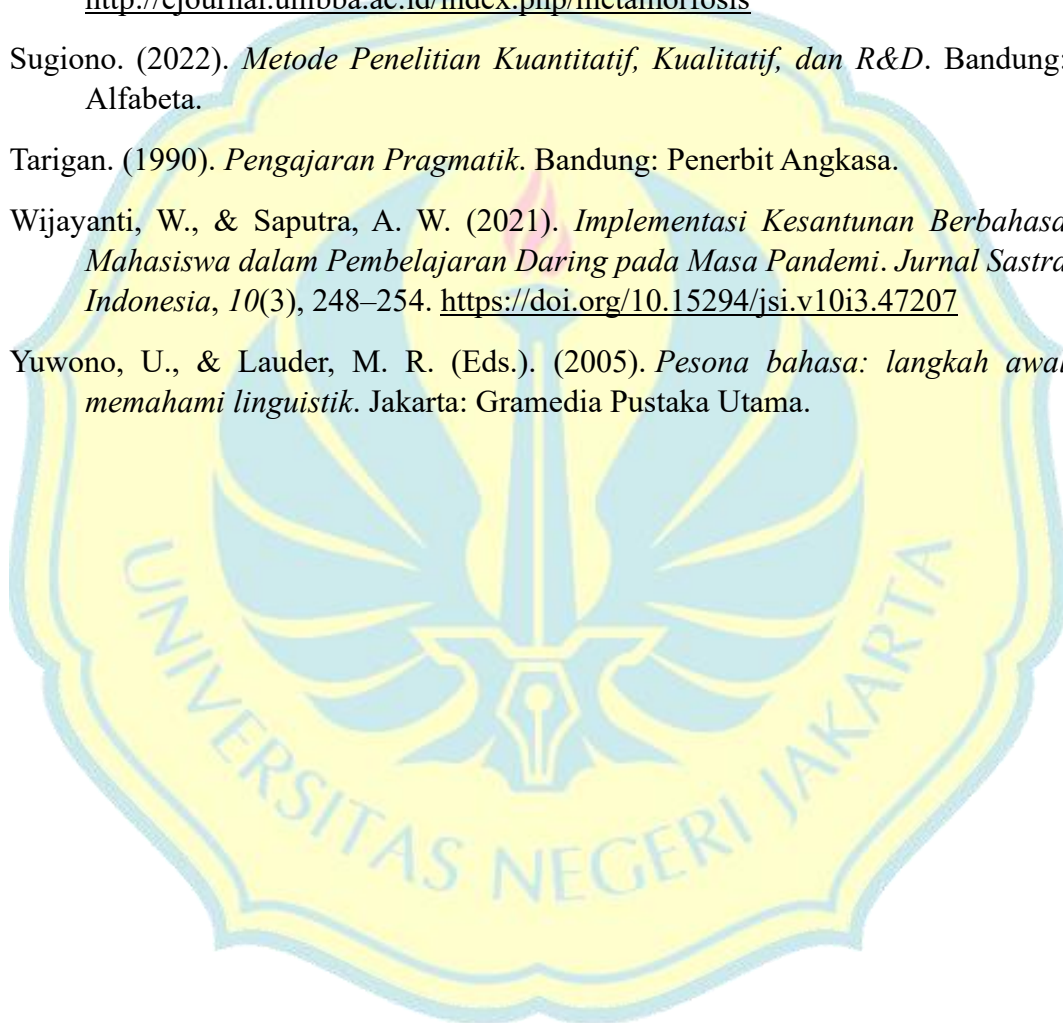 http://ejournal.unibba.ac.id/index.php/metamorfosis
Sugiono. (2022). Metode Penelitian Kuantitatif, Kualitatif, dan R&D. Bandung:
Alfabeta.
Tarigan. (1990). Pengajaran Pragmatik. Bandung: Penerbit Angkasa.
Wijayanti, W., & Saputra, A. W. (2021). Implementasi Kesantunan Berbahasa
Mahasiswa dalam Pembelajaran Daring pada Masa Pandemi. Jurnal Sastra
Indonesia, 10(3), 248–254. https://doi.org/10.15294/jsi.v10i3.47207
Yuwono, U., & Lauder, M. R. (Eds.). (2005). Pesona bahasa: langkah awal
memahami linguistik. Jakarta: Gramedia Pustaka Utama.
UNIVERSITAS NEGERI JAKARTA